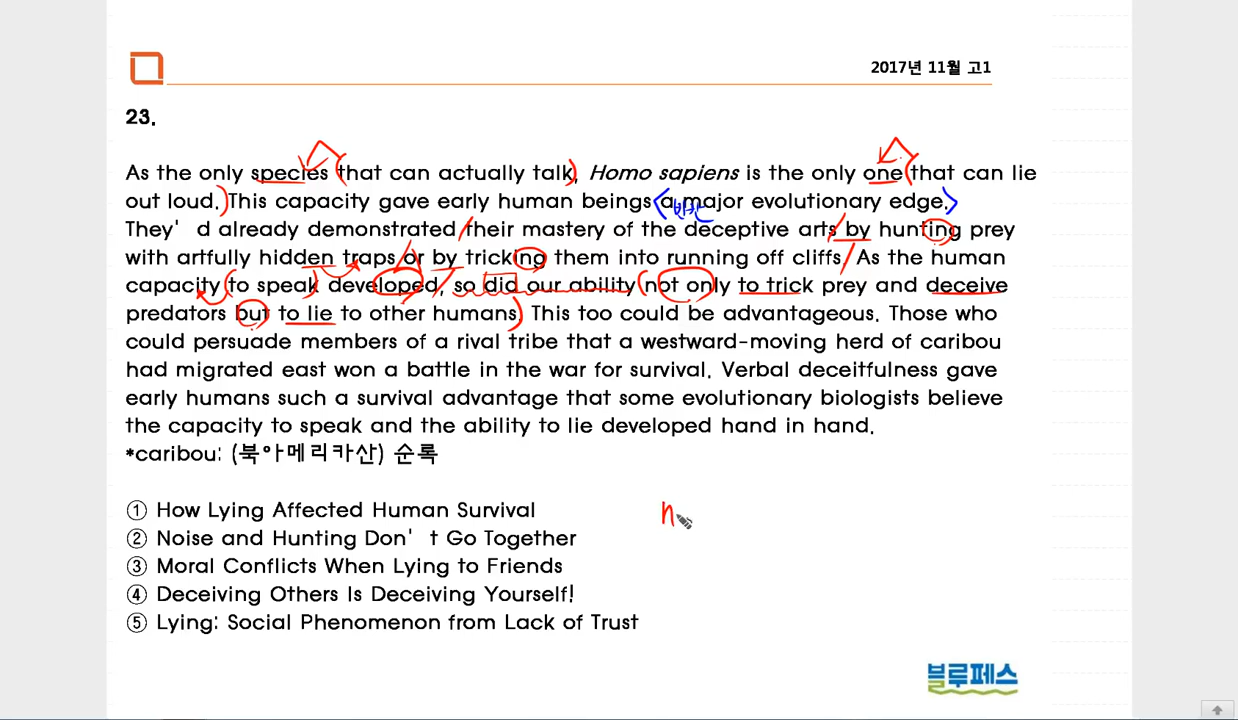 2017년 11월 고1
23.
As the only species that can actually talk, Homo sapiens is the only one that can lie
out loud. This capacity gave early human beings a major evolutionary edge.
They'd already demonstrated their mastery of the deceptive arts by hunting prey
with artfully hidden traps or by tricking them into running off cliffs. As the human
capacity to speak developed, so did our ability not only to trick prey and deceive
predators but to lie to other humans. This too could be advantageous. Those who
could persuade members of a rival tribe that a westward-moving herd of caribou
had migrated east won a battle in the war for survival. Verbal deceitfulness gave
early humans such a survival advantage that some evolutionary biologists believe
the capacity to speak and the ability to lie developed hand in hand.
*caribou: (북아메리카산) 순록
① How Lying Affected Human Survival
② Noise and Hunting Don't Go Together
③ Moral Conflicts When Lying to Friends
④ Deceiving Others Is Deceiving Yourself!
⑤ Lying: Social Phenomenon from Lack of Trust
블루페스